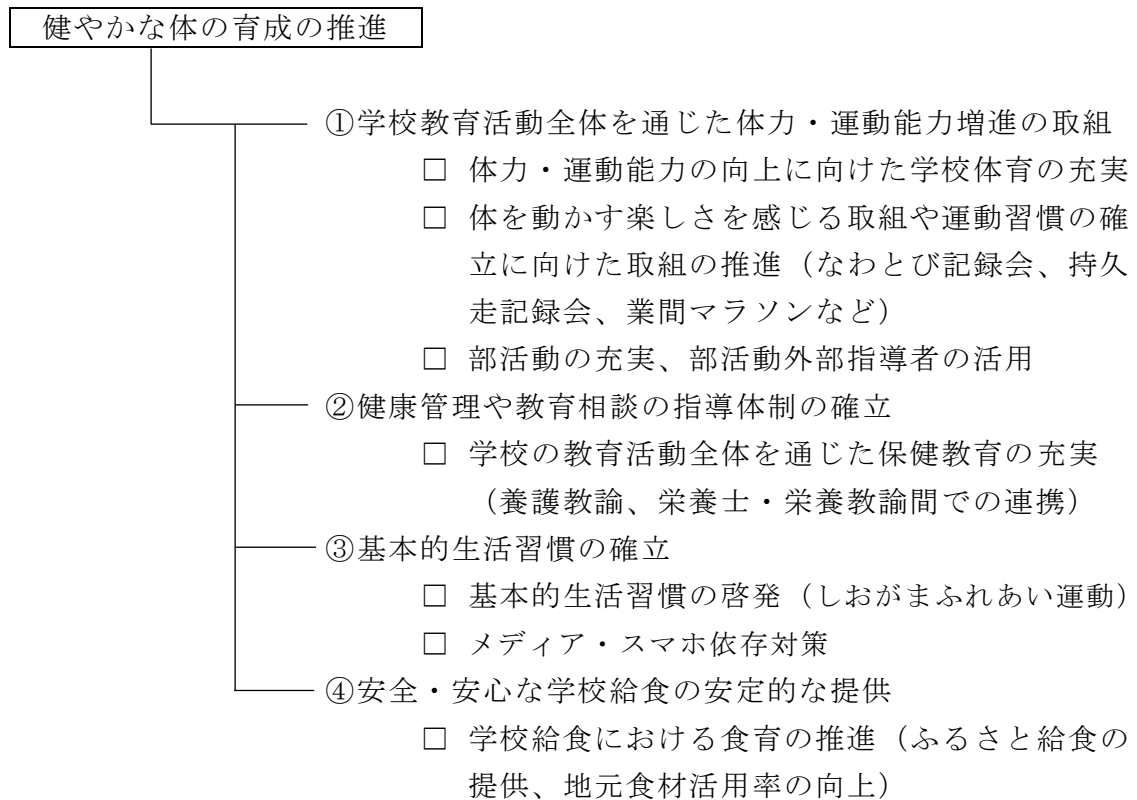 健やかな体の育成の推進
①学校教育活動全体を通じた体力・運動能力増進の取組
□ 体力・運動能力の向上に向けた学校体育の充実
□ 体を動かす楽しさを感じる取組や運動習慣の確
立に向けた取組の推進（なわとび記録会、持久
走記録会、業間マラソンなど）
□ 部活動の充実、部活動外部指導者の活用
②健康管理や教育相談の指導体制の確立
□ 学校の教育活動全体を通じた保健教育の充実
（養護教諭、栄養士・栄養教諭間での連携）
③基本的生活習慣の確立
□ 基本的生活習慣の啓発（しおがまふれあい運動）
□ メディア・スマホ依存対策
④安全・安心な学校給食の安定的な提供
□ 学校給食における食育の推進（ふるさと給食の
提供、地元食材活用率の向上）